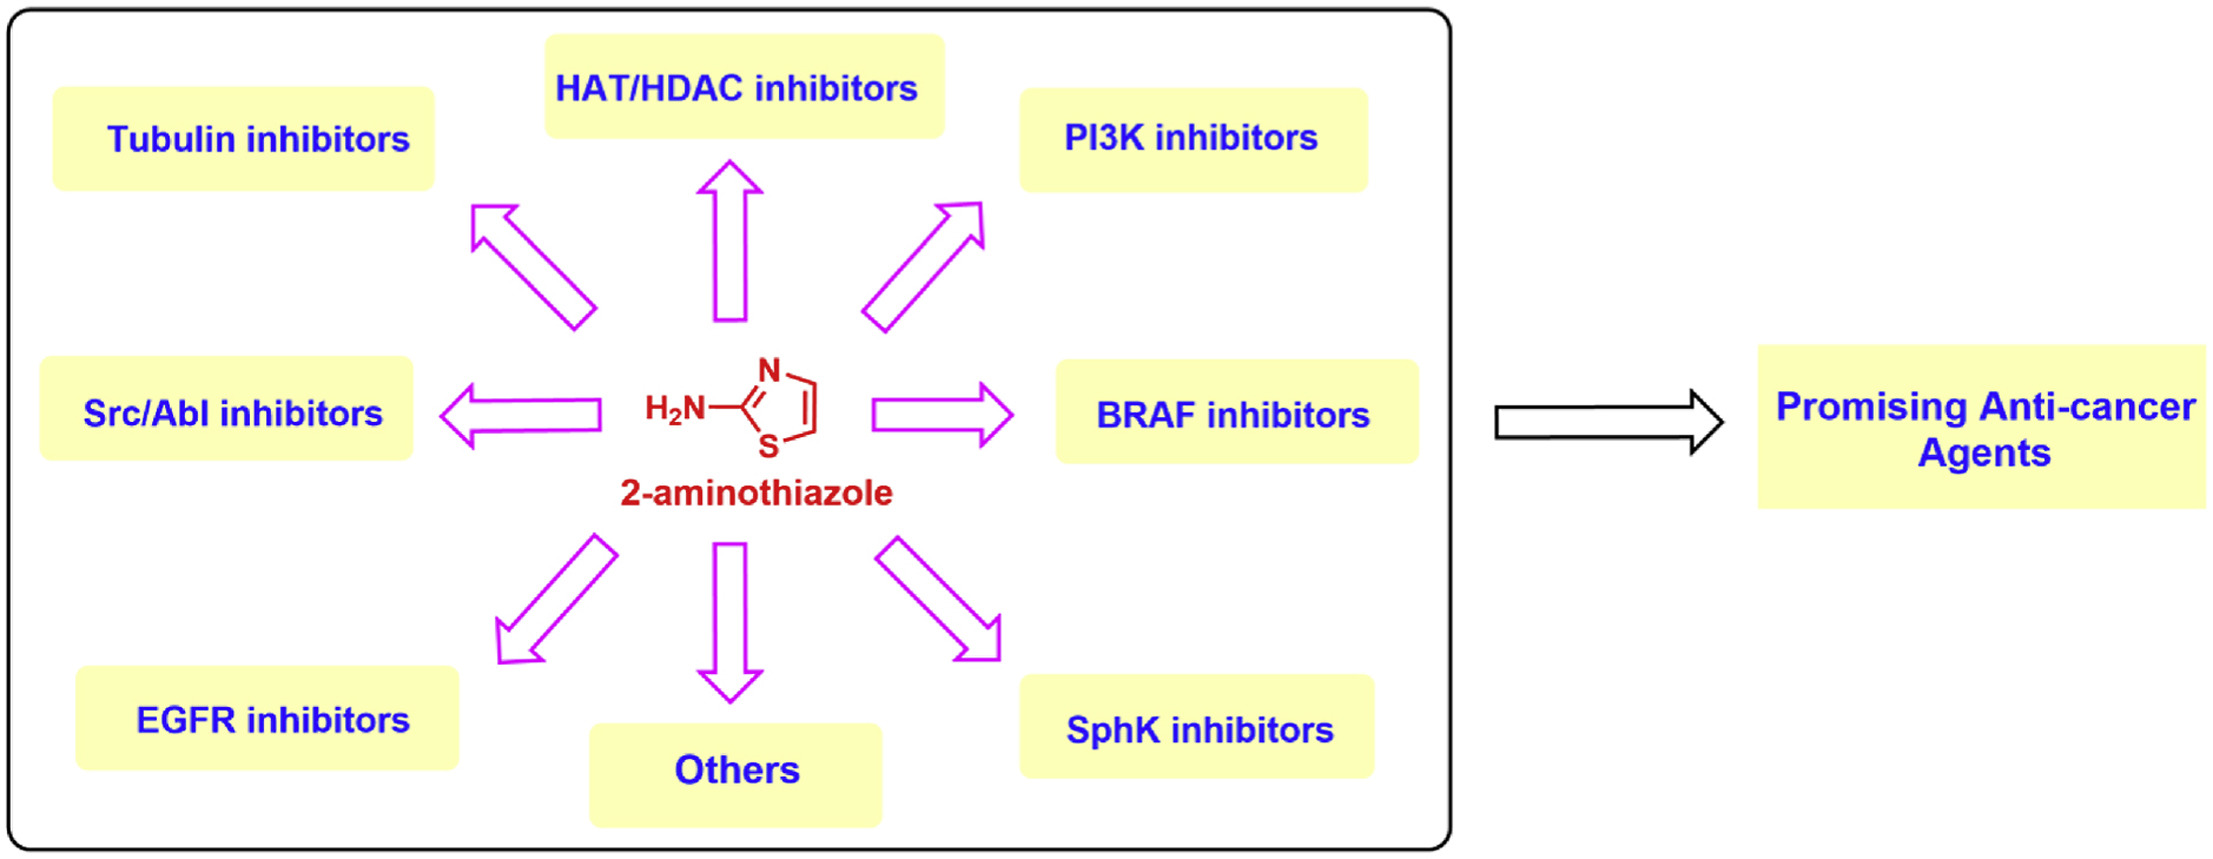 HAT/HDAC inhibitors
Tubulin inhibitors
PI3K inhibitors
Src/Abl inhibitors
H₂N
N
S
2-aminothiazole
BRAF inhibitors
EGFR inhibitors
Others
SphK inhibitors
Promising Anti-cancer
Agents